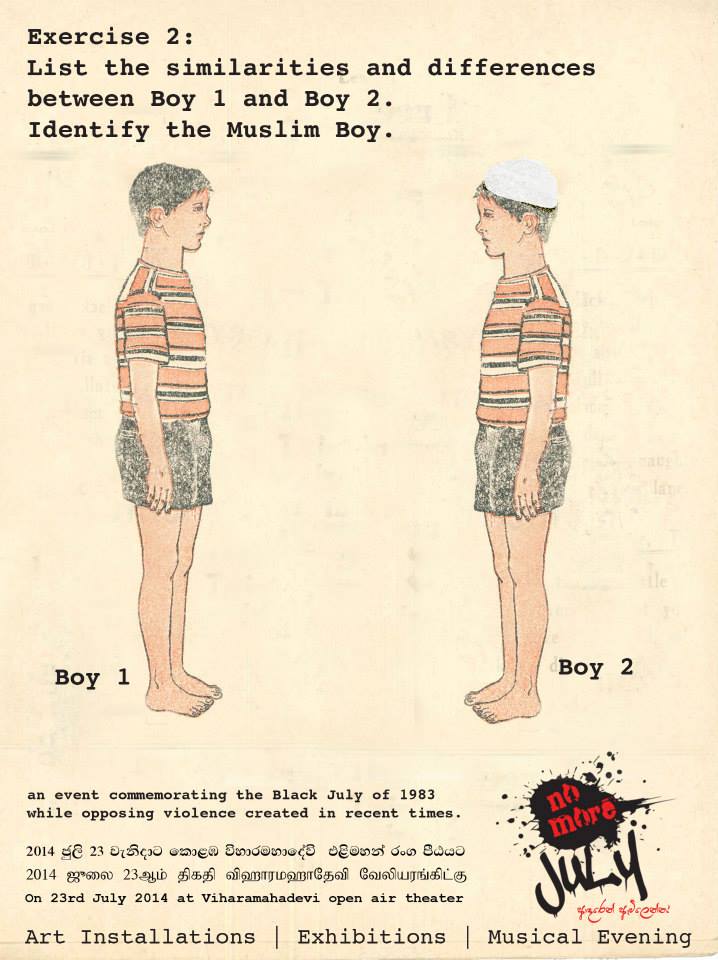 Exercise 2:
List the similarities and differences
between Boy 1 and Boy 2.
Identify the Muslim Boy.
Boy 1
Boy 2
an event commemorating the Black July of 1983
while opposing violence created in recent times.
2014 ජුලි 23 වැනිදාට කොළඹ විහාරමහාදේවී එළිමහන් රංග පීඨයට
2014 ஜுலை 23ஆம் திகதி விஹாரமஹாதேவி வேலியரங்கிட்கு
On 23rd July 2014 at Viharamahadevi open air theater
no
more
JULY
Art Installations | Exhibitions | Musical Evening